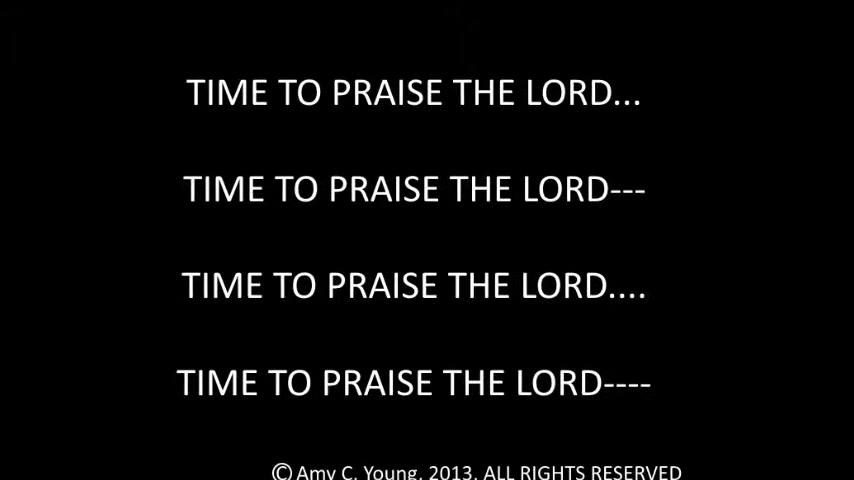 TIME TO PRAISE THE LORD...
TIME TO PRAISE THE LORD---
TIME TO PRAISE THE LORD....
TIME TO PRAISE THE LORD----
© Amy C. Young, 2013. ALL RIGHTS RESERVED